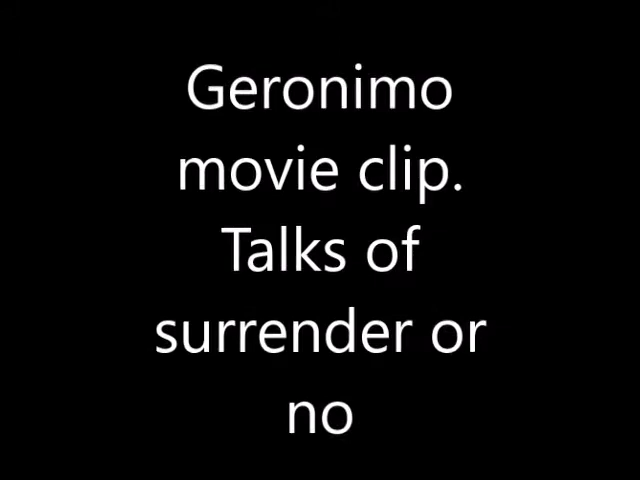 Geronimo
movie clip.
Talks of
surrender or
no